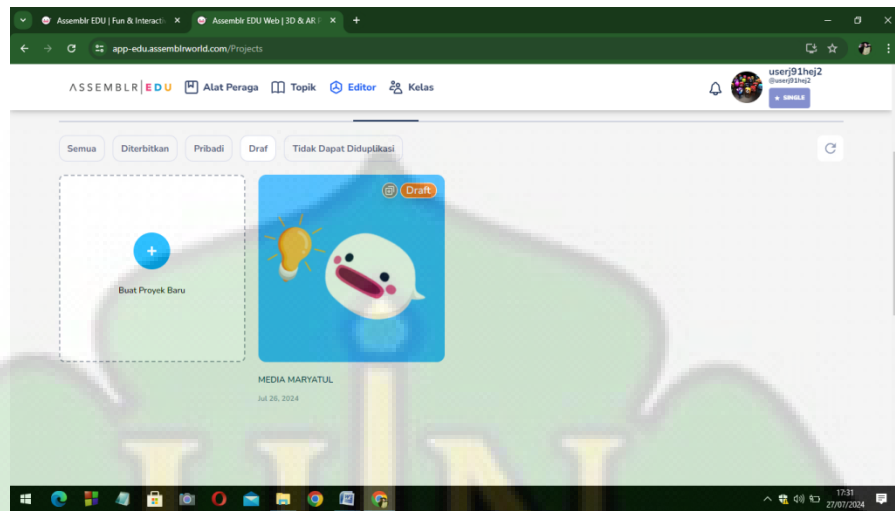 Assemblr EDU | Fun & Interacti
Assemblr EDU Web | 3D & AR
app-edu.assemblrworld.com/Projects
ASSEMBLR EDU
Alat Peraga
Topik
Editor
Kelas
userj91hej2
@userj91hej2
SINGLE
Semua
Diterbitkan
Pribadi
Draf
Tidak Dapat Diduplikasi
Draft
Buat Proyek Baru
MEDIA MARYATUL
Jul 26, 2024
UIN
17:31
27/07/2024